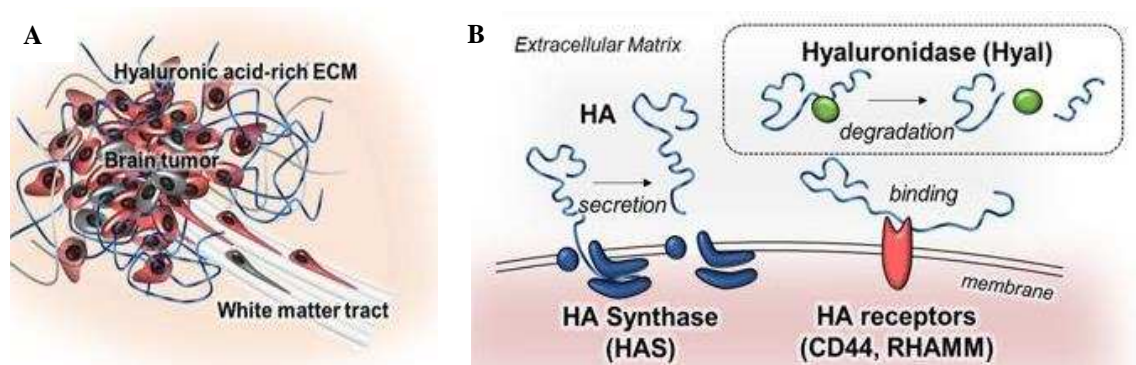 A
Hyaluronic acid-rich ECM
Brain tumor
White matter tract
B
Extracellular Matrix
Hyaluronidase (Hyal)
degradation
HA
secretion
binding
membrane
HA Synthase
(HAS)
HA receptors
(CD44, RHAMM)